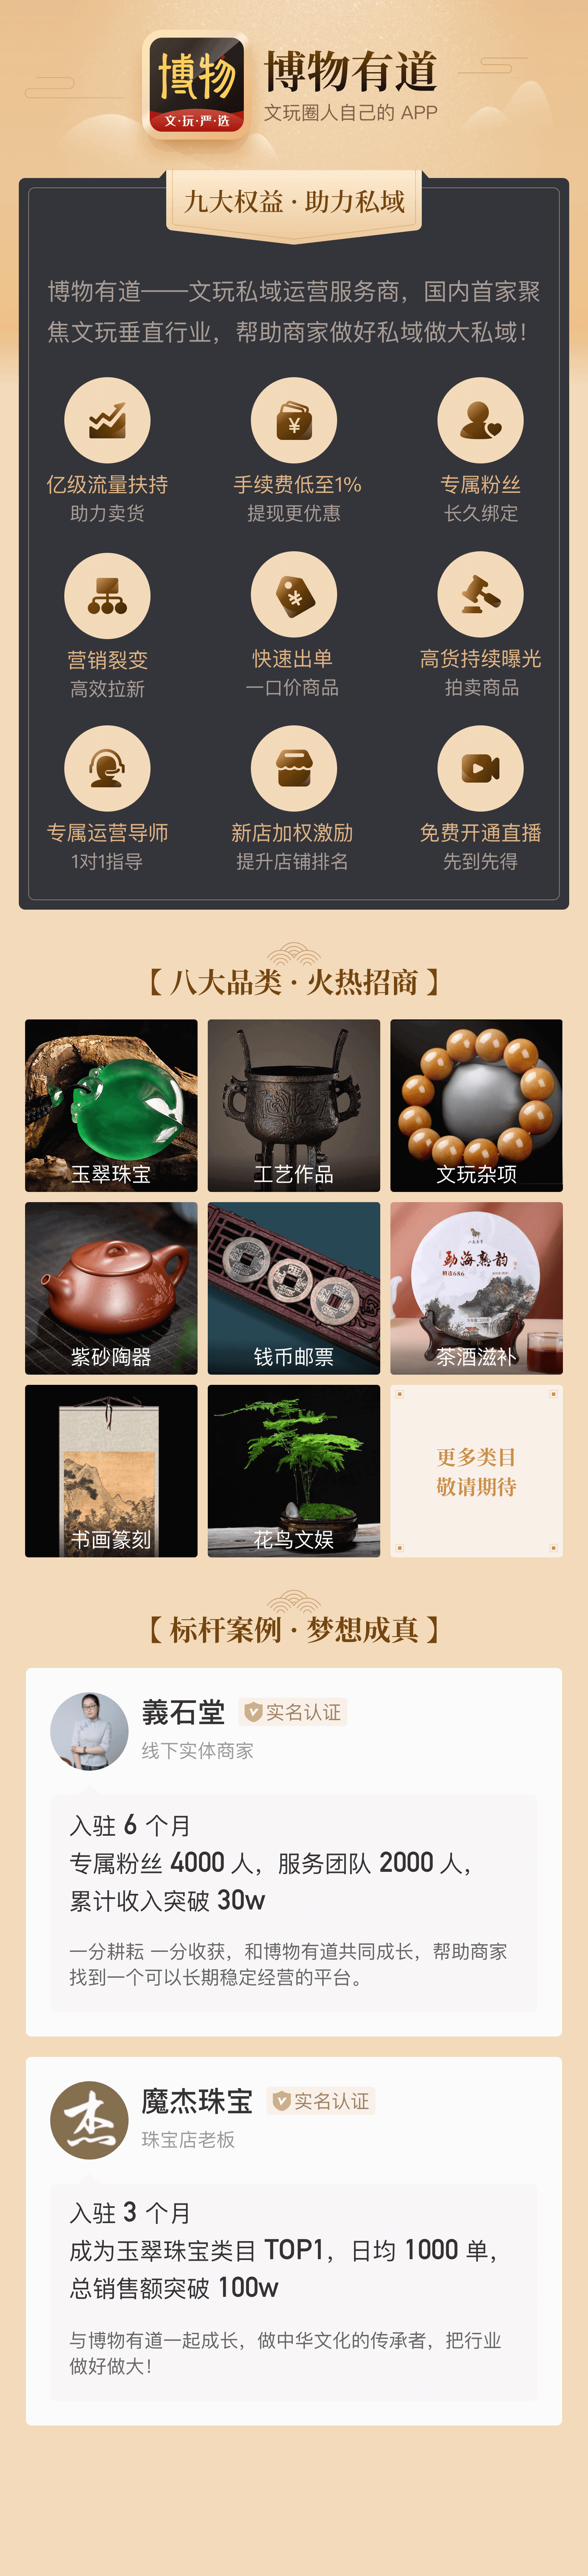 博物
文·玩·严·选
博物有道
文玩圈人自己的 APP
九大权益·助力私域
博物有道——文玩私域运营服务商，国内首家聚
焦文玩垂直行业，帮助商家做好私域做大私域！
亿级流量扶持
助力卖货
手续费低至1%
提现更优惠
专属粉丝
长久绑定
营销裂变
高效拉新
快速出单
一口价商品
高货持续曝光
拍卖商品
专属运营导师
1对1指导
新店加权激励
提升店铺排名
免费开通直播
先到先得
【八大品类·火热招商】
玉翠珠宝
工艺作品
文玩杂项
紫砂陶器
钱币邮票
勐海熟韵
茶酒滋补
书画篆刻
花鸟文娱
更多类目
敬请期待
【标杆案例·梦想成真】
義石堂
实名认证
线下实体商家
入驻 6 个月
专属粉丝 4000 人，服务团队 2000 人，
累计收入突破 30w
一分耕耘 一分收获，和博物有道共同成长，帮助商家
找到一个可以长期稳定经营的平台。
杰
魔杰珠宝
实名认证
珠宝店老板
入驻 3 个月
成为玉翠珠宝类目 TOP1，日均 1000 单，
总销售额突破 100w
与博物有道一起成长，做中华文化的传承者，把行业
做好做大！